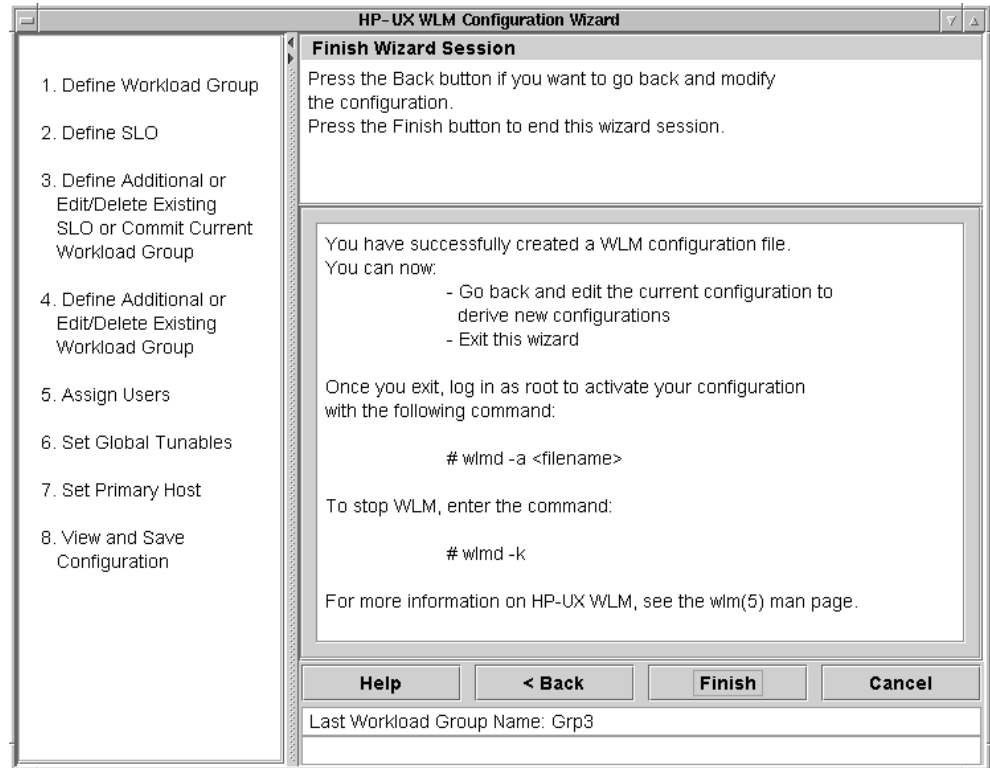 HP-UX WLM Configuration Wizard
1. Define Workload Group
2. Define SLO
3. Define Additional or
Edit/Delete Existing
SLO or Commit Current
Workload Group
4. Define Additional or
Edit/Delete Existing
Workload Group
5. Assign Users
6. Set Global Tunables
7. Set Primary Host
8. View and Save
Configuration
Finish Wizard Session
Press the Back button if you want to go back and modify
the configuration.
Press the Finish button to end this wizard session.
You have successfully created a WLM configuration file.
You can now:
- Go back and edit the current configuration to
derive new configurations
- Exit this wizard
Once you exit, log in as root to activate your configuration
with the following command:
# wlmd -a <filename>
To stop WLM, enter the command:
# wlmd -k
For more information on HP-UX WLM, see the wlm(5) man page.
Help < Back Finish Cancel
Last Workload Group Name: Grp3